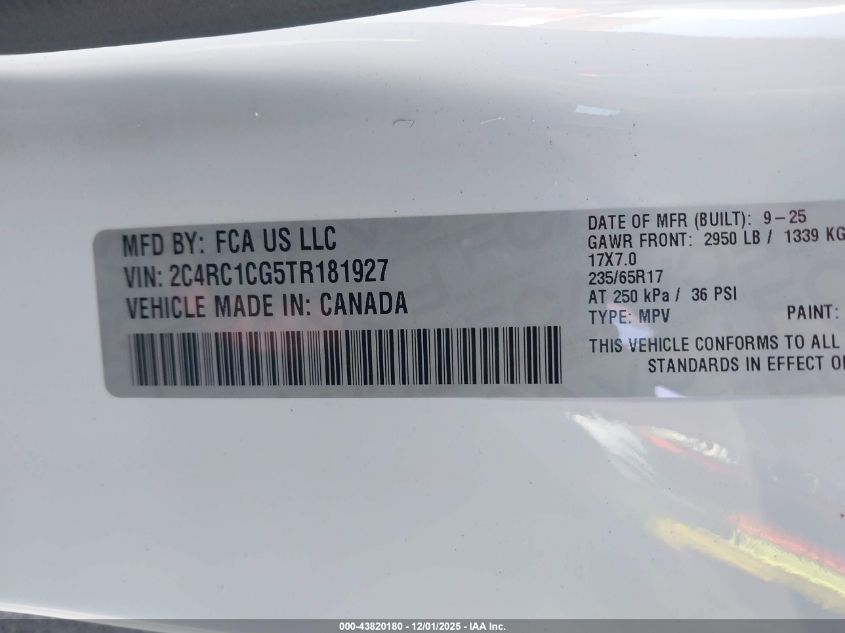 MFD BY: FCA US LLC
VIN: 2C4RC1CG5TR181927
VEHICLE MADE IN: CANADA
DATE OF MFR (BUILT): 9-25
GAWR FRONT: 2950 LB / 1339 KG
17X7.0
235/65R17
AT 250 kPa / 36 PSI
TYPE: MPV PAINT:
THIS VEHICLE CONFORMS TO ALL
STANDARDS IN EFFECT O
000-43820180 - 12/01/2025 - IAA Inc.